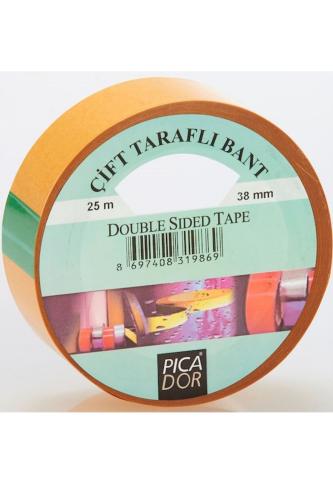 ÇİFT TARAFLI BANT
25 m
38 mm
DOUBLE SIDED TAPE
8 697408 319869
PICA
DOR